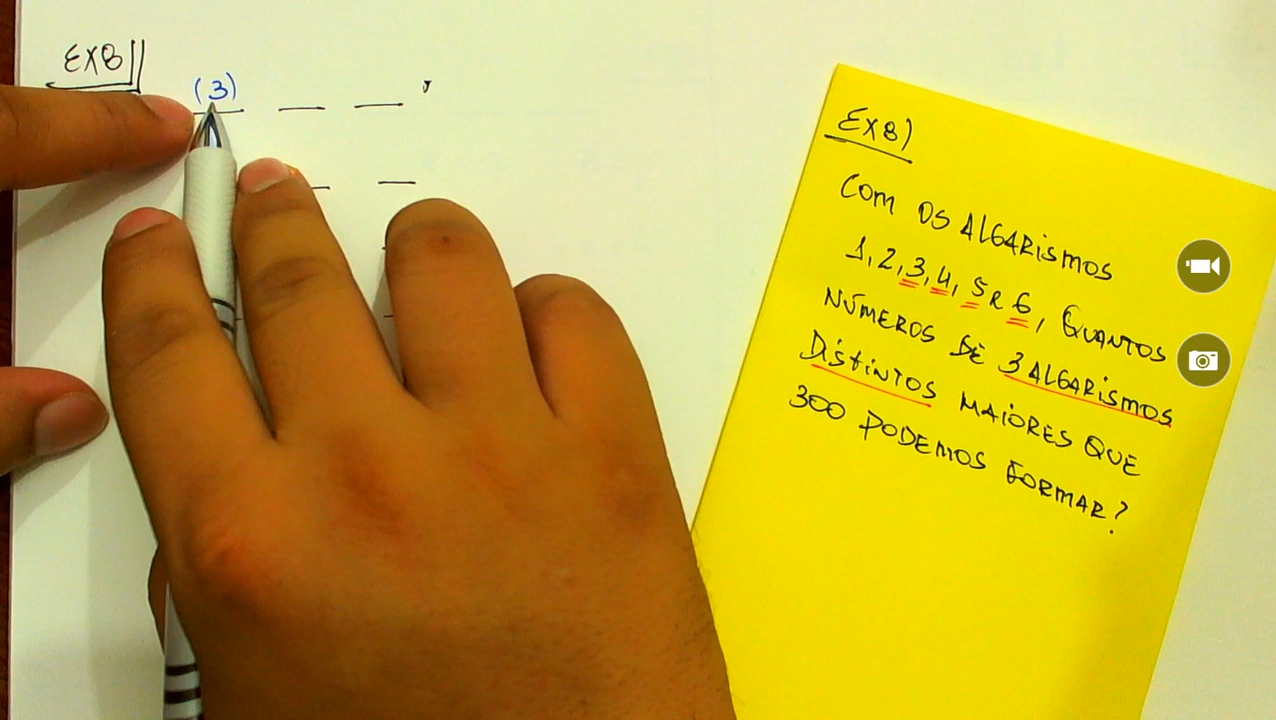 EX8
(3)
EX8)
COM OS ALGARISMOS
1, 2, 3, 4, 5 e 6, QUANTOS
NÚMEROS DE 3 ALGARISMOS
DISTINTOS MAIORES QUE
300 PODEMOS FORMAR?